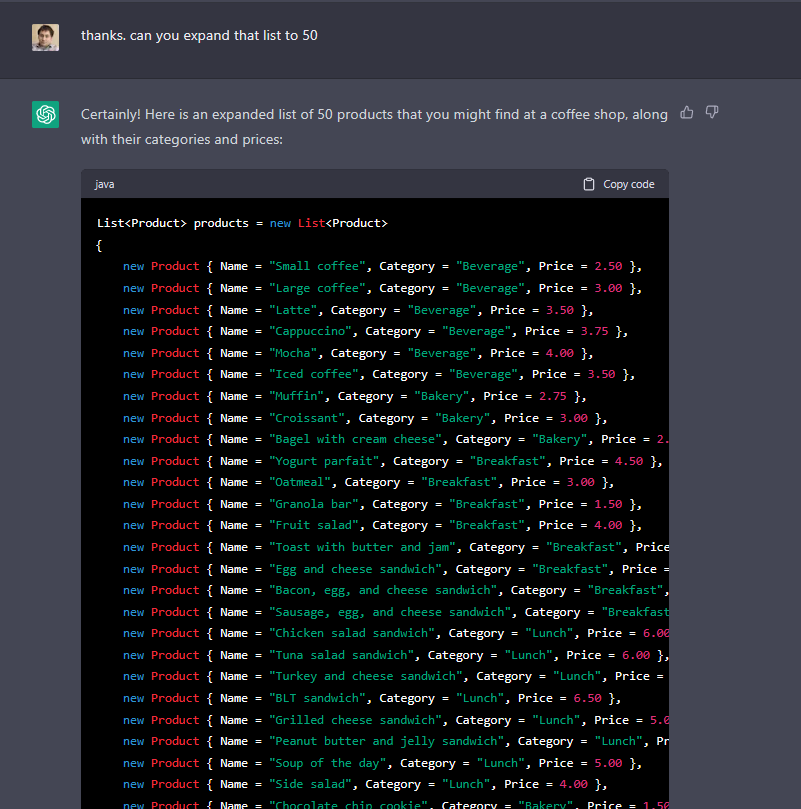 thanks. can you expand that list to 50
Certainly! Here is an expanded list of 50 products that you might find at a coffee shop, along
with their categories and prices:
java
Copy code
List<Product> products = new List<Product>
{
new Product { Name = "Small coffee", Category = "Beverage", Price = 2.50 },
new Product { Name = "Large coffee", Category = "Beverage", Price = 3.00 },
new Product { Name = "Latte", Category = "Beverage", Price = 3.50 },
new Product { Name = "Cappuccino", Category = "Beverage", Price = 3.75 },
new Product { Name = "Mocha", Category = "Beverage", Price = 4.00 },
new Product { Name = "Iced coffee", Category = "Beverage", Price = 3.50 },
new Product { Name = "Muffin", Category = "Bakery", Price = 2.75 },
new Product { Name = "Croissant", Category = "Bakery", Price = 3.00 },
new Product { Name = "Bagel with cream cheese", Category = "Bakery", Price = 2.
new Product { Name = "Yogurt parfait", Category = "Breakfast", Price = 4.50 },
new Product { Name = "Oatmeal", Category = "Breakfast", Price = 3.00 },
new Product { Name = "Granola bar", Category = "Breakfast", Price = 1.50 },
new Product { Name = "Fruit salad", Category = "Breakfast", Price = 4.00 },
new Product { Name = "Toast with butter and jam", Category = "Breakfast", Price
new Product { Name = "Egg and cheese sandwich", Category = "Breakfast", Price =
new Product { Name = "Bacon, egg, and cheese sandwich", Category = "Breakfast",
new Product { Name = "Sausage, egg, and cheese sandwich", Category = "Breakfast
new Product { Name = "Chicken salad sandwich", Category = "Lunch", Price = 6.00
new Product { Name = "Tuna salad sandwich", Category = "Lunch", Price = 6.00 },
new Product { Name = "Turkey and cheese sandwich", Category = "Lunch", Price =
new Product { Name = "BLT sandwich", Category = "Lunch", Price = 6.50 },
new Product { Name = "Grilled cheese sandwich", Category = "Lunch", Price = 5.0
new Product { Name = "Peanut butter and jelly sandwich", Category = "Lunch", Pr
new Product { Name = "Soup of the day", Category = "Lunch", Price = 5.00 },
new Product { Name = "Side salad", Category = "Lunch", Price = 4.00 },
new Product { Name = "Chocolate chip cookie", Category = "Bakery", Price = 1.50